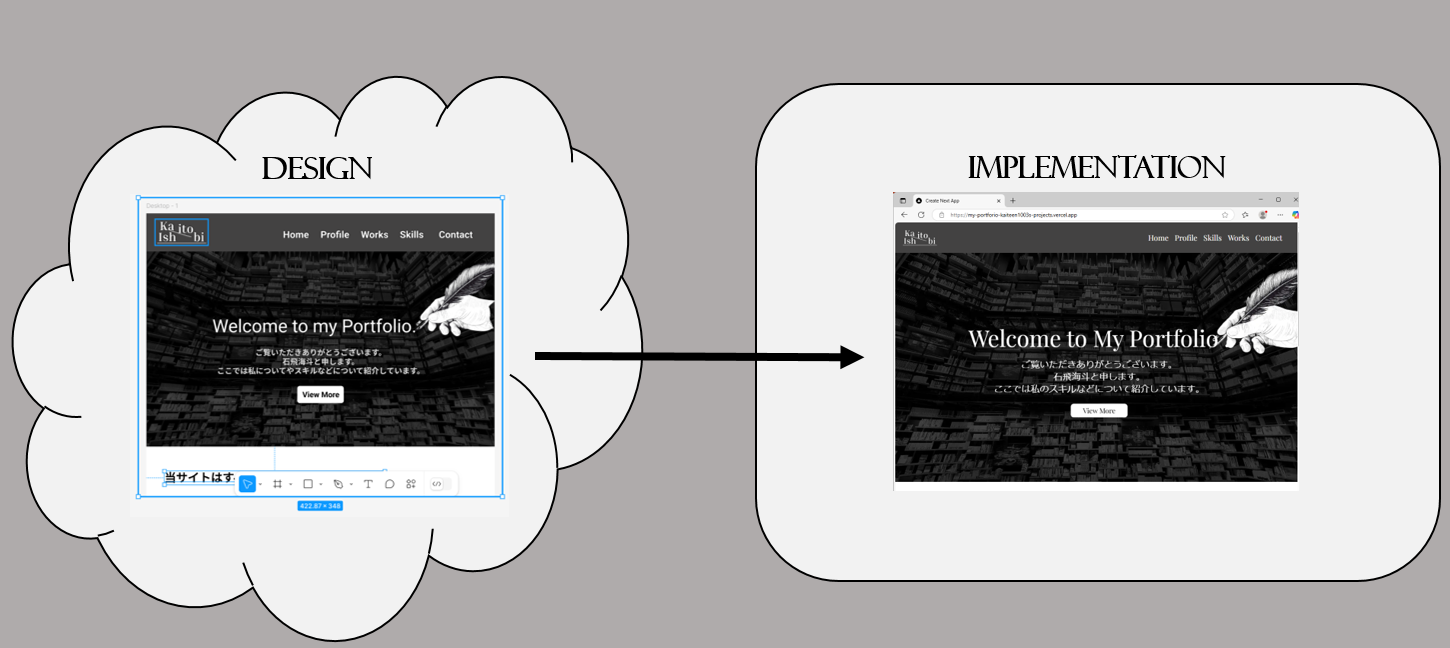 DESIGN
Desktop - 1
Ka ito
Ish bi
Home Profile Works Skills Contact
Welcome to my Portfolio.
ご覧いただきありがとうございます。
石飛海斗と申します。
ここでは私についてやスキルなどについて紹介しています。
View More
当サイトはす
422.87 × 348
IMPLEMENTATION
Create Next App
https://my-portforio-kaiteen1003s-projects.vercel.app
Ka ito
Ish bi
Home Profile Skills Works Contact
Welcome to My Portfolio
ご覧いただきありがとうございます。
石飛海斗と申します。
ここでは私のスキルなどについて紹介しています。
View More